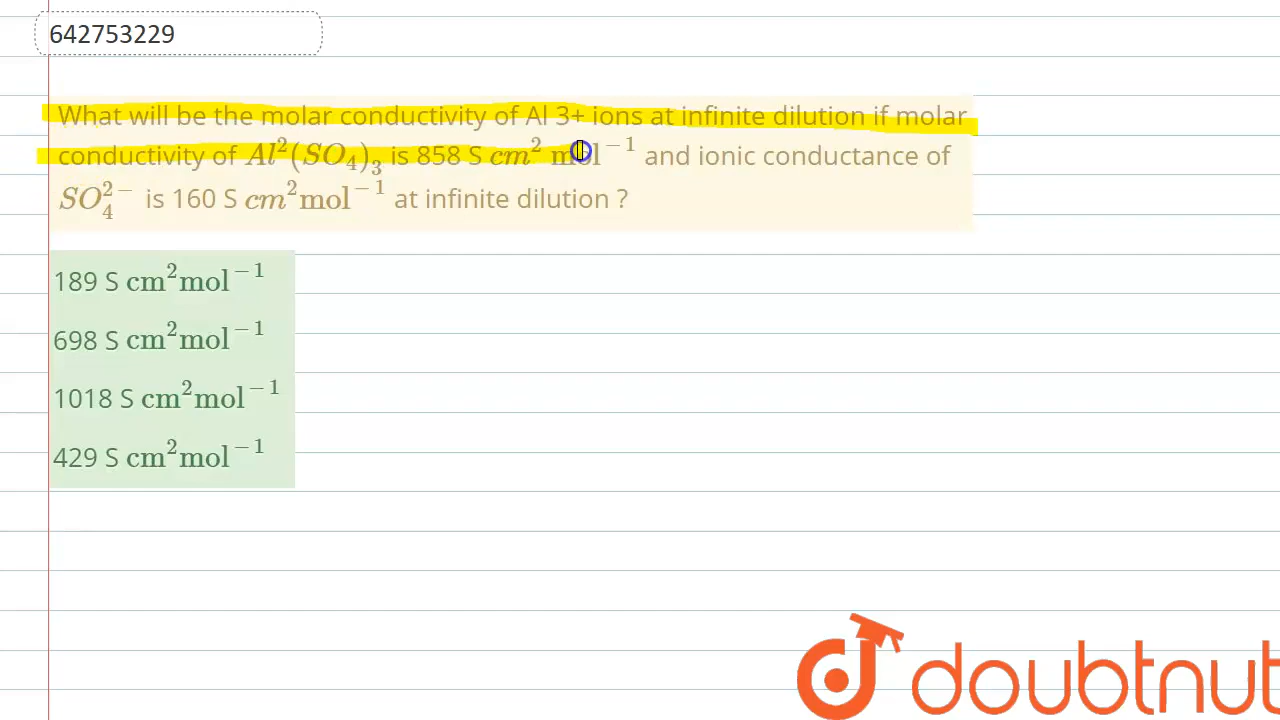 642753229
What will be the molar conductivity of Al 3+ ions at infinite dilution if molar
conductivity of Al²(SO₄)₃ is 858 S cm² mol⁻¹ and ionic conductance of
SO₄²⁻ is 160 S cm²mol⁻¹ at infinite dilution ?
189 S cm²mol⁻¹
698 S cm²mol⁻¹
1018 S cm²mol⁻¹
429 S cm²mol⁻¹
doubtnut